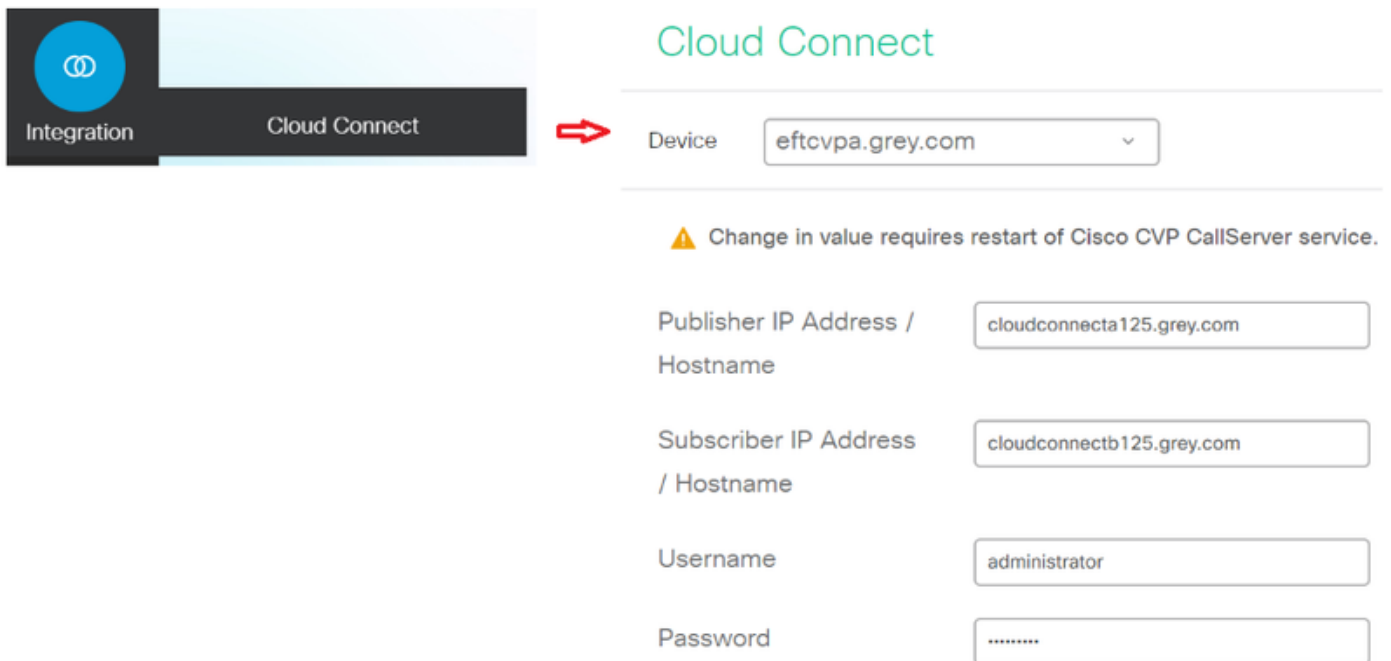 Integration
Cloud Connect
Cloud Connect
Device
eftcvpa.grey.com
Change in value requires restart of Cisco CVP CallServer service.
Publisher IP Address /
Hostname
cloudconnecta125.grey.com
Subscriber IP Address
/ Hostname
cloudconnectb125.grey.com
Username
administrator
Password
·········